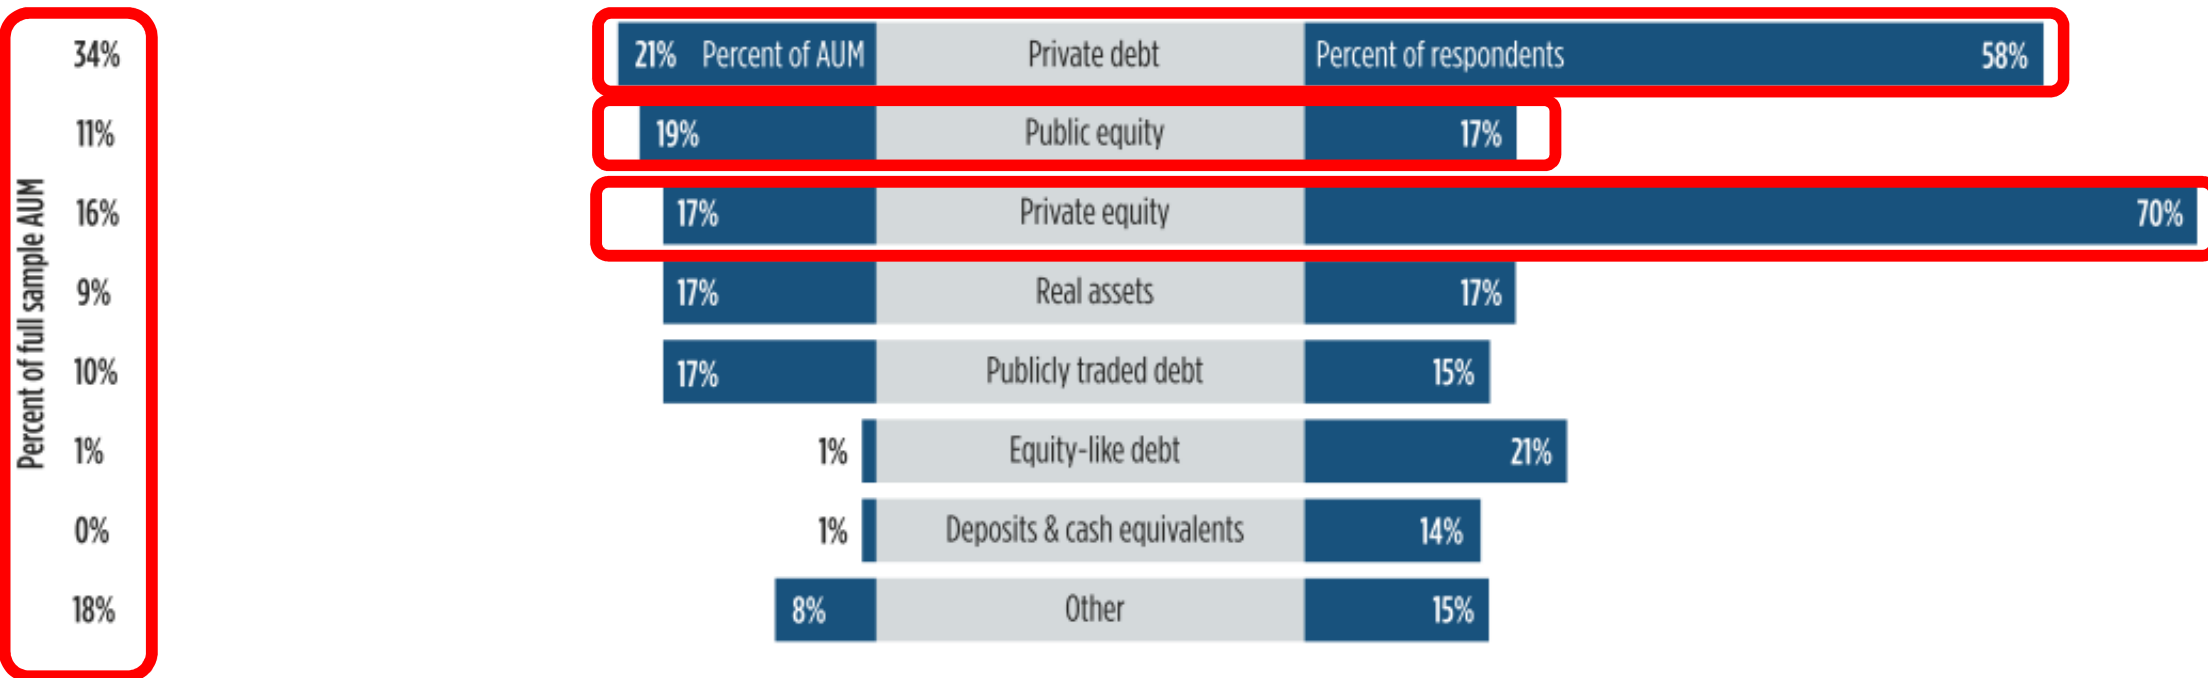 Percent of full sample AUM
34% 21% Percent of AUM Private debt Percent of respondents 58%
11% 19% Public equity 17%
16% 17% Private equity 70%
9% 17% Real assets 17%
10% 17% Publicly traded debt 15%
1% 1% Equity-like debt 21%
0% 1% Deposits & cash equivalents 14%
18% 8% Other 15%